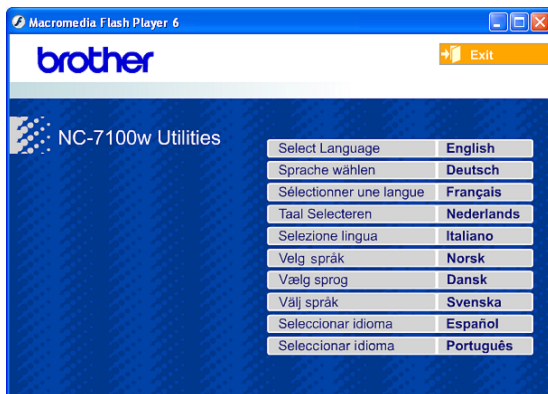 Macromedia Flash Player 6
brother
Exit
NC-7100w Utilities
Select Language English
Sprache wählen Deutsch
Sélectionner une langue Français
Taal Selecteren Nederlands
Selezione lingua Italiano
Velg språk Norsk
Vælg sprog Dansk
Välj språk Svenska
Seleccionar idioma Español
Seleccionar idioma Português